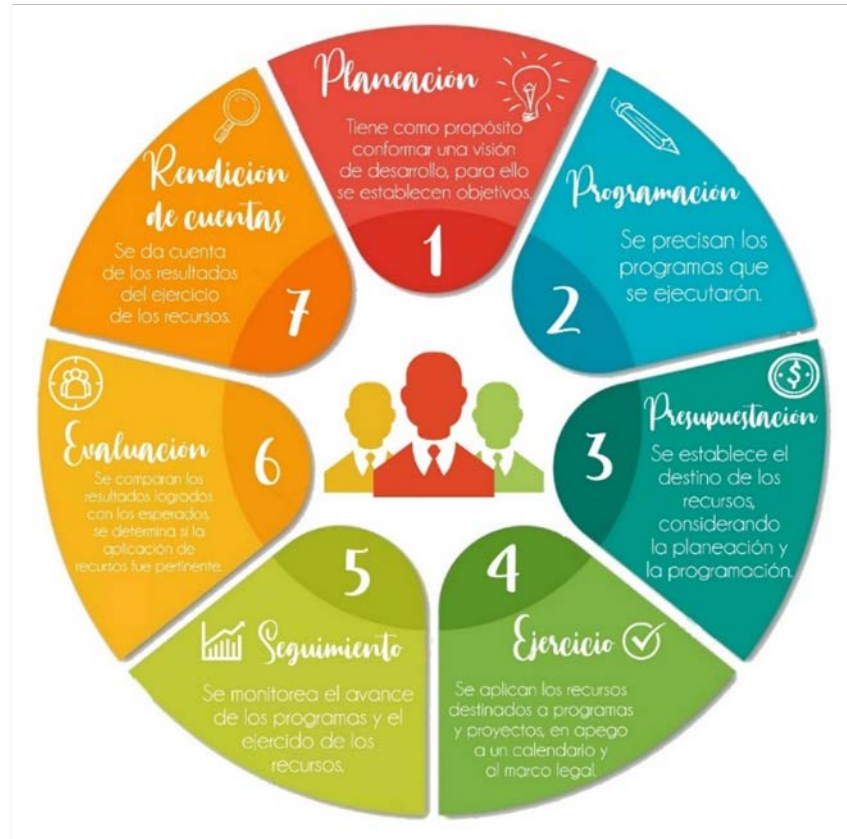 Planeación
Tiene como propósito
conformar una visión
de desarrollo, para ello
se establecen objetivos.
1
Programación
Se precisan los
programas que
se ejecutarán.
2
Presupuestación
Se establece el
destino de los
recursos,
considerando
la planeación y
la programación.
3
Ejercicio
Se aplican los recursos
destinados a programas
y proyectos, en apego
a un calendario y
al marco legal.
4
Seguimiento
Se monitorea el avance
de los programas y el
ejercido de los
recursos.
5
Evaluación
Se comparan los
resultados logrados
con los esperados,
se determina si la
aplicación de
recursos fue pertinente.
6
Rendición
de cuentas
Se da cuenta
de los resultados
del ejercicio
de los recursos.
7
$